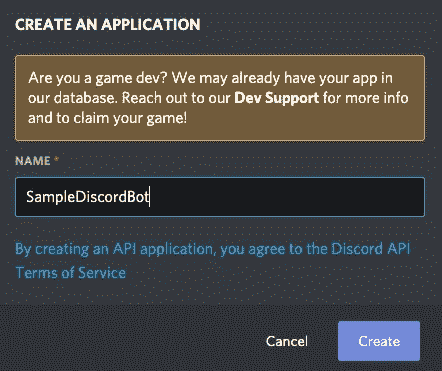 CREATE AN APPLICATION
Are you a game dev? We may already have your app in
our database. Reach out to our Dev Support for more info
and to claim your game!
NAME *
SampleDiscordBot
By creating an API application, you agree to the Discord API
Terms of Service
Cancel
Create